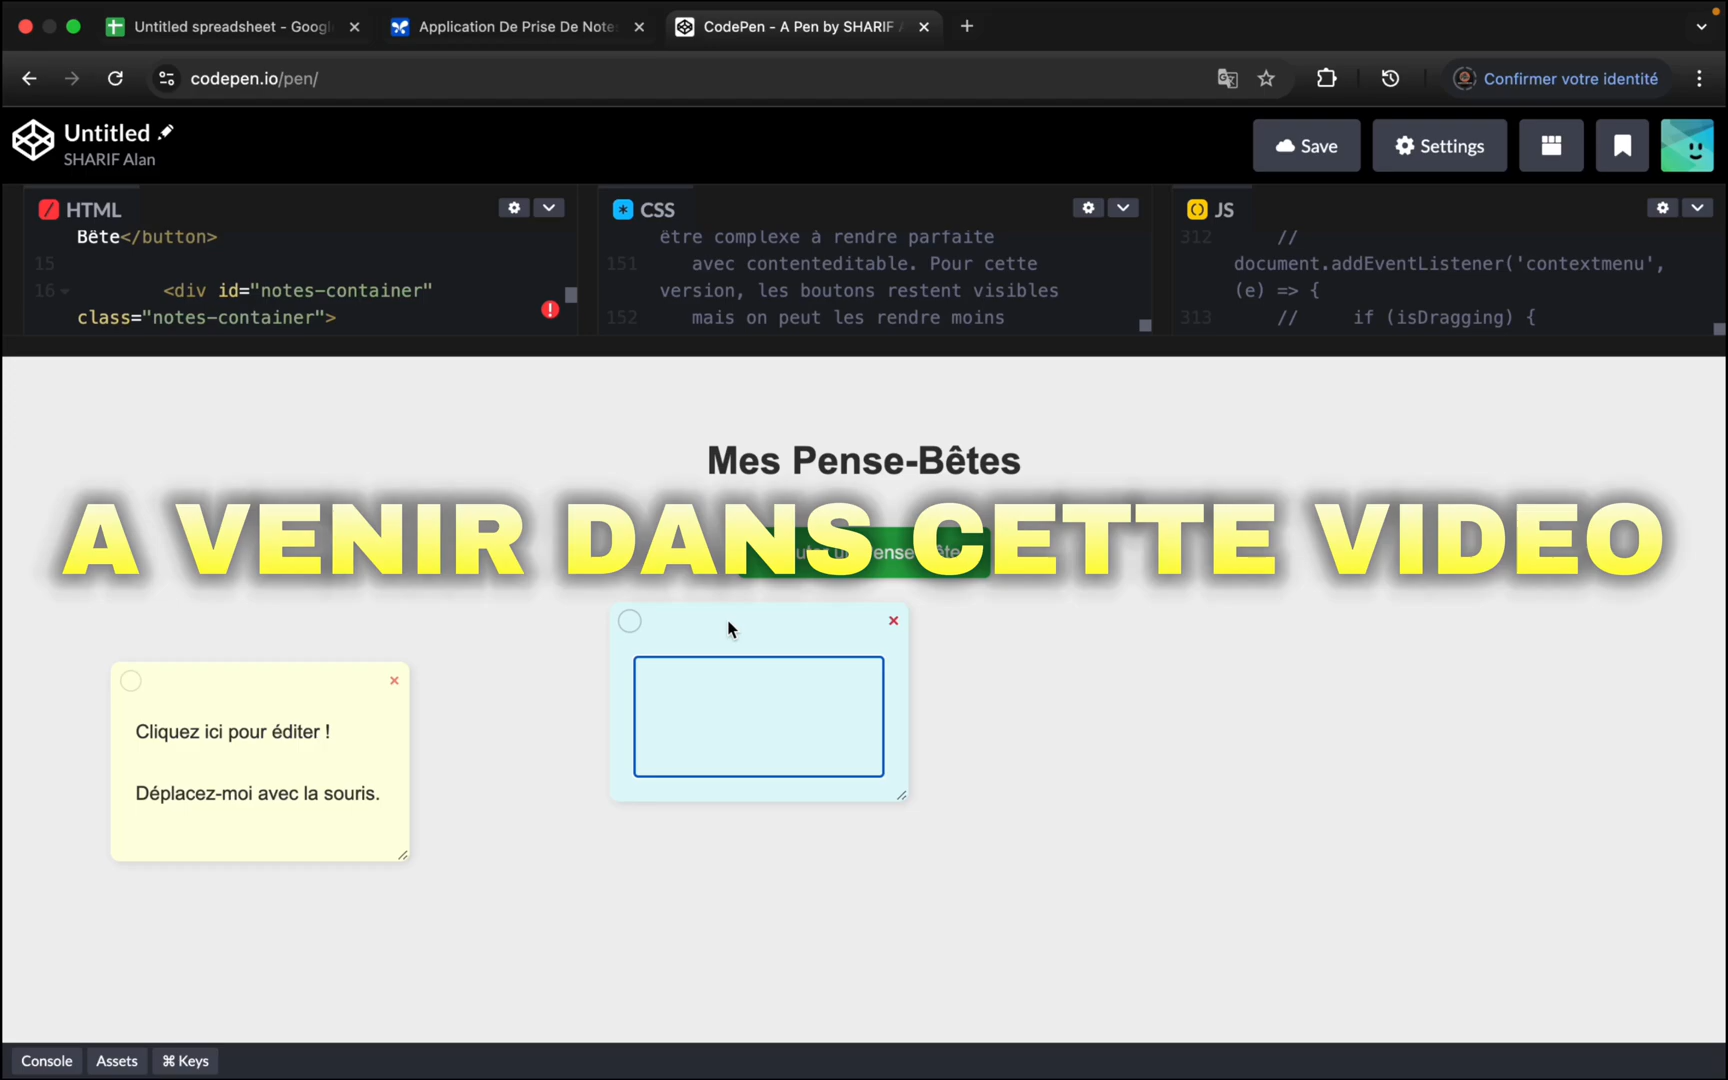 Untitled spreadsheet - Googl
Application De Prise De Note
CodePen - A Pen by SHARIF
codepen.io/pen/
Confirmer votre identité
Untitled
SHARIF Alan
Save
Settings
HTML
Bête</button>
15
16 <div id="notes-container"
class="notes-container">
CSS
être complexe à rendre parfaite
151 avec contenteditable. Pour cette
version, les boutons restent visibles
152 mais on peut les rendre moins
JS
312 //
document.addEventListener('contextmenu',
(e) => {
313 // if (isDragging) {
Mes Pense-Bêtes
A VENIR DANS CETTE VIDEO
Cliquez ici pour éditer !
Déplacez-moi avec la souris.
Console
Assets
⌘ Keys